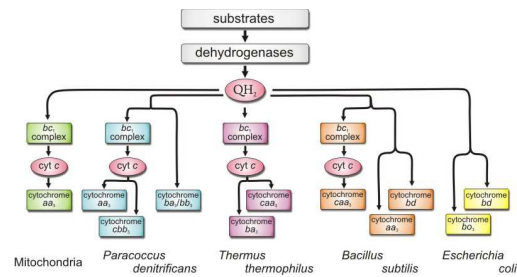 substrates
dehydrogenases
QH₂
bc₁
complex
bc₁
complex
bc₁
complex
bc₁
complex
cyt c
cyt c
cyt c
cyt c
cytochrome
aa₃
cytochrome
aa₃
cytochrome
cbb₃
cytochrome
ba₃/bb₃
cytochrome
caa₃
cytochrome
ba₃
cytochrome
caa₃
cytochrome
aa₃
cytochrome
bd
cytochrome
bo₃
cytochrome
bd
Mitochondria
Paracoccus
denitrificans
Thermus
thermophilus
Bacillus
subtilis
Escherichia
coli